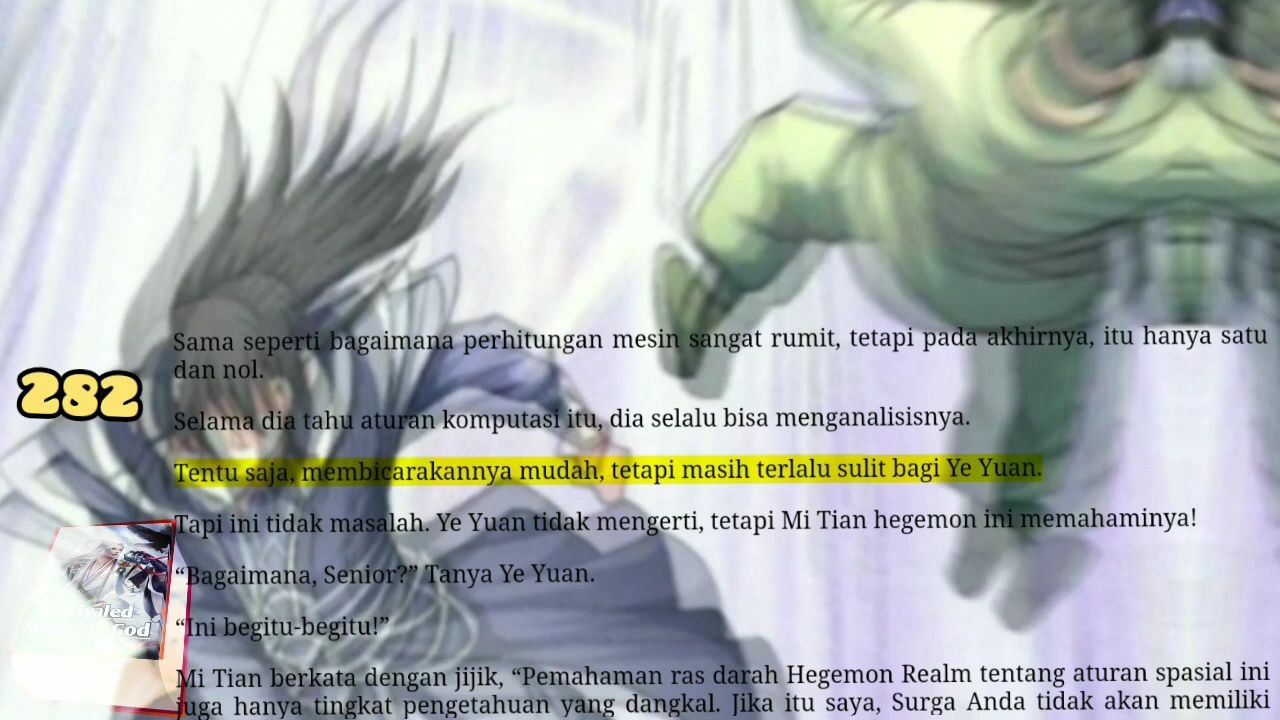 Sama seperti bagaimana perhitungan mesin sangat rumit, tetapi pada akhirnya, itu hanya satu
dan nol.
282
Selama dia tahu aturan komputasi itu, dia selalu bisa menganalisisnya.
Tentu saja, membicarakannya mudah, tetapi masih terlalu sulit bagi Ye Yuan.
Tapi ini tidak masalah. Ye Yuan tidak mengerti, tetapi Mi Tian hegemon ini memahaminya!
“Bagaimana, Senior?” Tanya Ye Yuan.
Unrivaled
Medicine God
“Ini begitu-begitu!”
Mi Tian berkata dengan jijik, “Pemahaman ras darah Hegemon Realm tentang aturan spasial ini
juga hanya tingkat pengetahuan yang dangkal. Jika itu saya, Surga Anda tidak akan memiliki